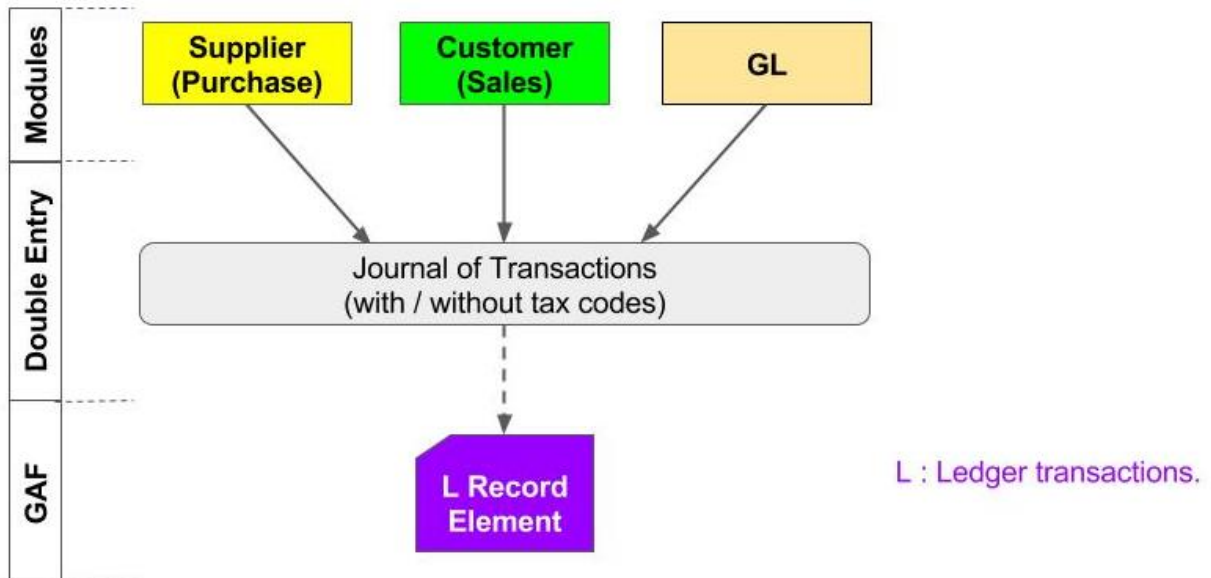 Modules
Supplier
(Purchase)
Customer
(Sales)
GL
Double Entry
Journal of Transactions
(with / without tax codes)
GAF
L Record
Element
L : Ledger transactions.